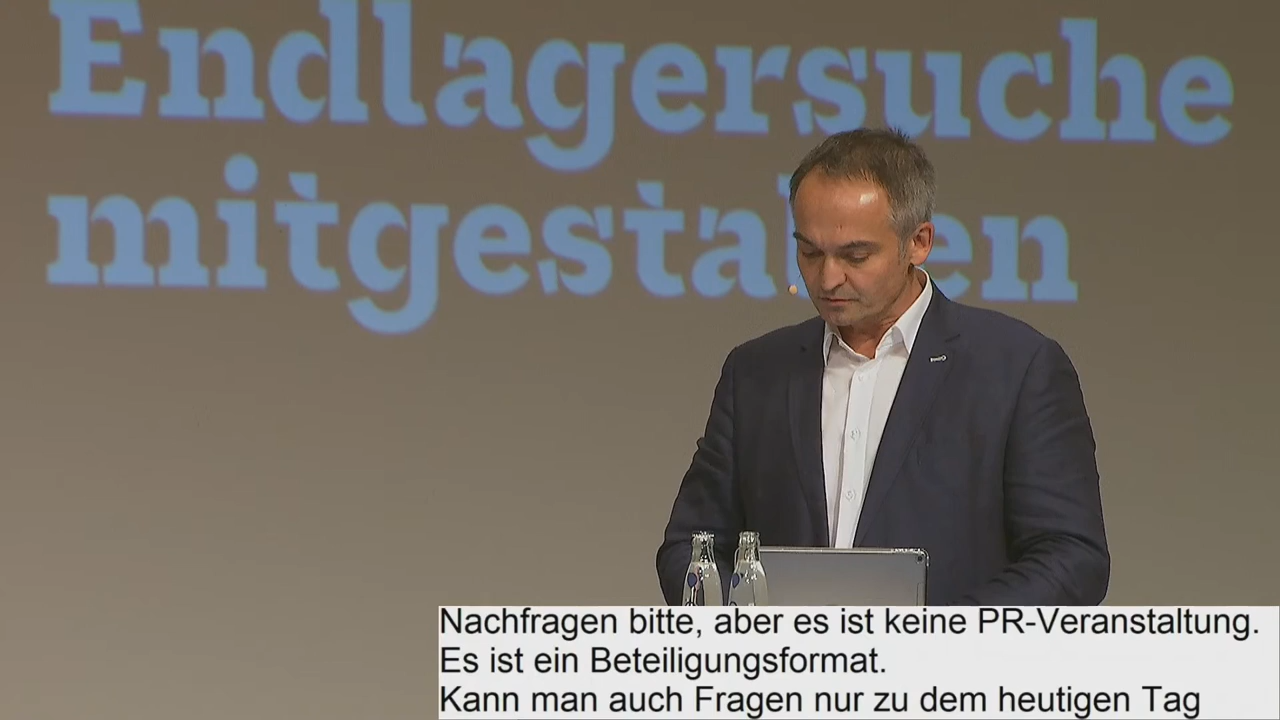 Endlagersuche
mitgestalten
Nachfragen bitte, aber es ist keine PR-Veranstaltung.
Es ist ein Beteiligungsformat.
Kann man auch Fragen nur zu dem heutigen Tag